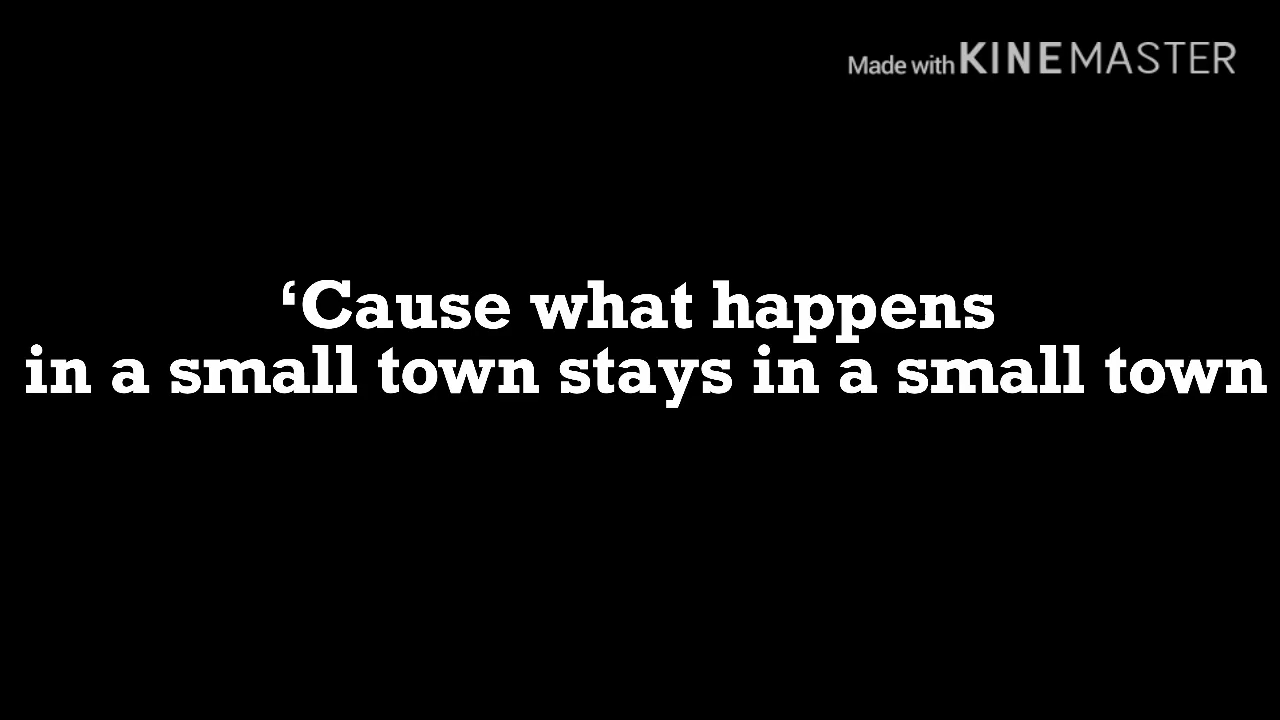 Made with KINEMASTER
‘Cause what happens
in a small town stays in a small town